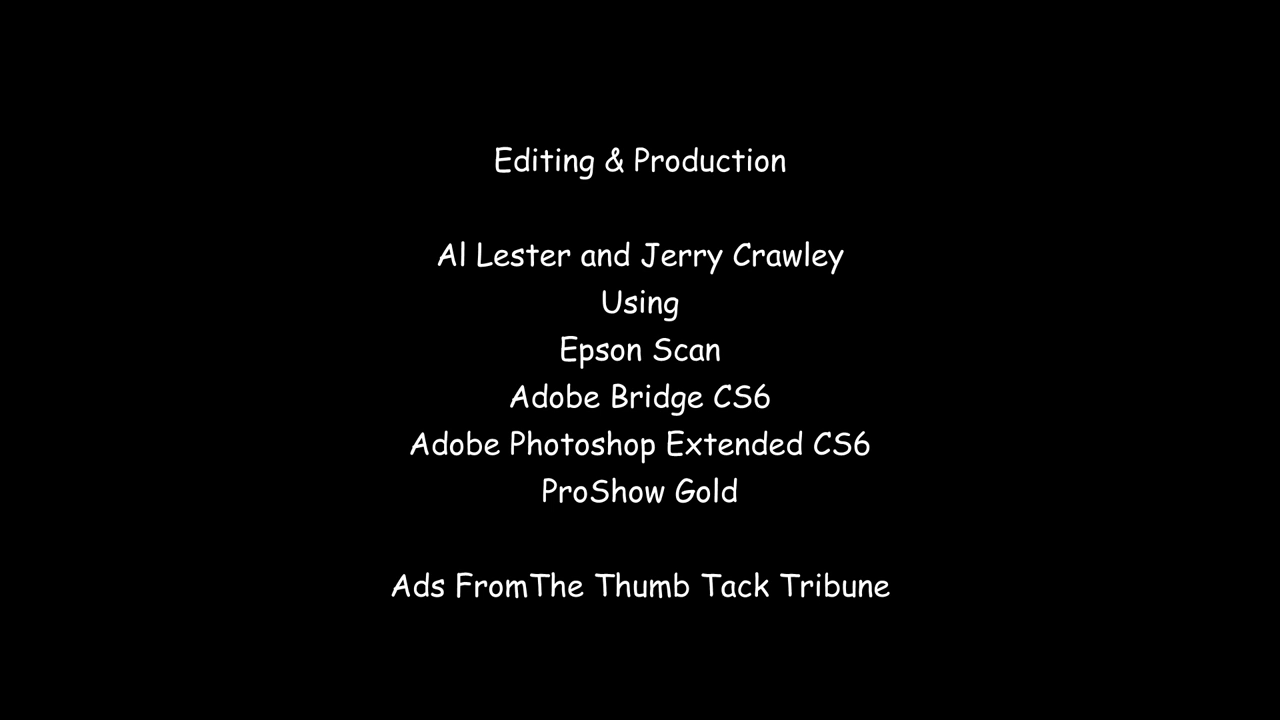 Editing & Production
Al Lester and Jerry Crawley
Using
Epson Scan
Adobe Bridge CS6
Adobe Photoshop Extended CS6
ProShow Gold
Ads FromThe Thumb Tack Tribune